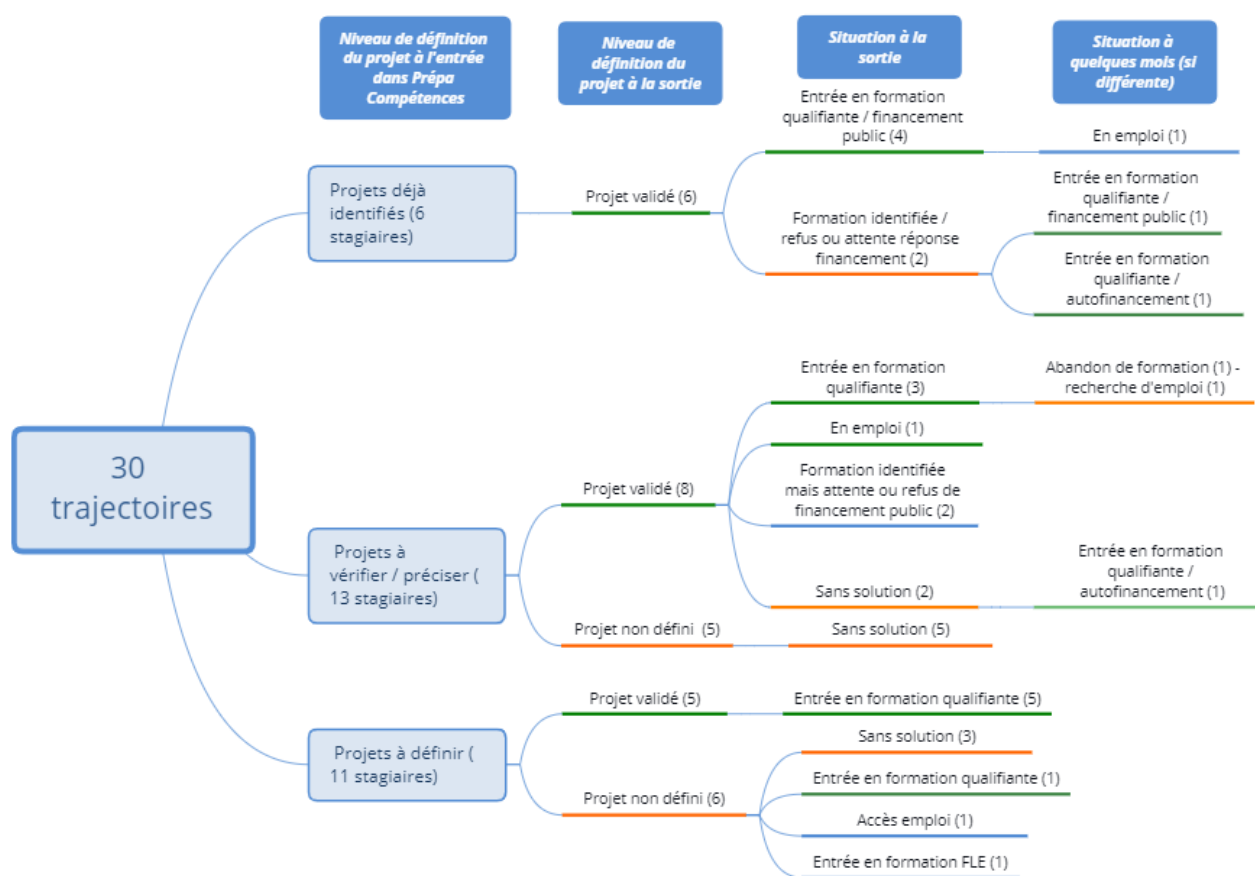 Niveau de définition
du projet à l'entrée
dans Prépa
Compétences
Niveau de
définition du
projet à la sortie
Situation à la
sortie
Situation à
quelques mois (si
différente)
30
trajectoires
Projets déjà
identifiés (6
stagiaires)
Projet validé (6)
Entrée en formation
qualifiante / financement
public (4)
En emploi (1)
Formation identifiée /
refus ou attente réponse
financement (2)
Entrée en formation
qualifiante /
financement public (1)
Entrée en formation
qualifiante /
autofinancement (1)
Projets à
vérifier / préciser (
13 stagiaires)
Projet validé (8)
Entrée en formation
qualifiante (3)
Abandon de formation (1) -
recherche d'emploi (1)
En emploi (1)
Formation identifiée
mais attente ou refus de
financement public (2)
Sans solution (2)
Entrée en formation
qualifiante /
autofinancement (1)
Projet non défini (5)
Sans solution (5)
Projets à définir (
11 stagiaires)
Projet validé (5)
Entrée en formation qualifiante (5)
Projet non défini (6)
Sans solution (3)
Entrée en formation qualifiante (1)
Accès emploi (1)
Entrée en formation FLE (1)